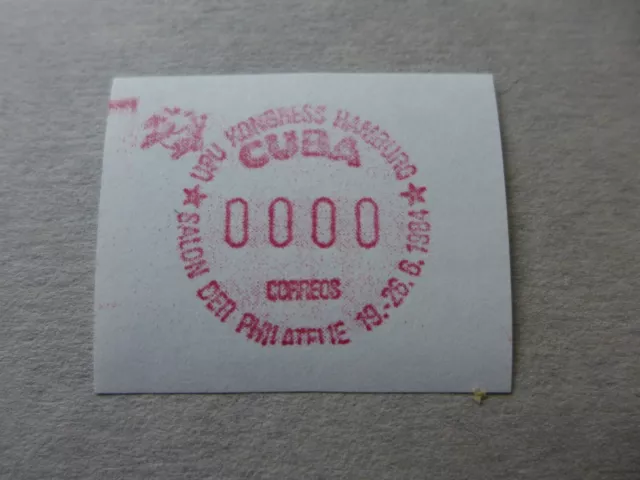 UPU KONGRESS HAMBURG
CUBA
0000
CORREOS
★ SALON DER PHILATELIE 19.-26.6.1984 ★